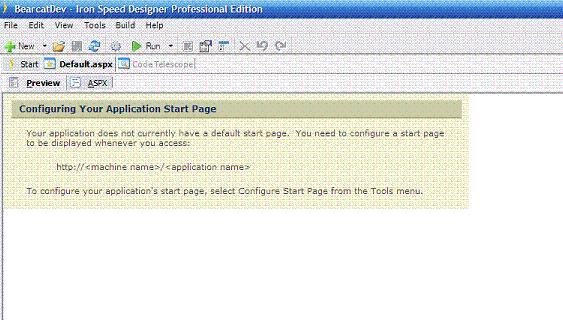 BearcatDev - Iron Speed Designer Professional Edition
File Edit View Tools Build Help
New Run
Start Default.aspx Code Telescope
Preview ASPX
Configuring Your Application Start Page
Your application does not currently have a default start page. You need to configure a start page
to be displayed whenever you access:
http://<machine name>/<application name>
To configure your application's start page, select Configure Start Page from the Tools menu.